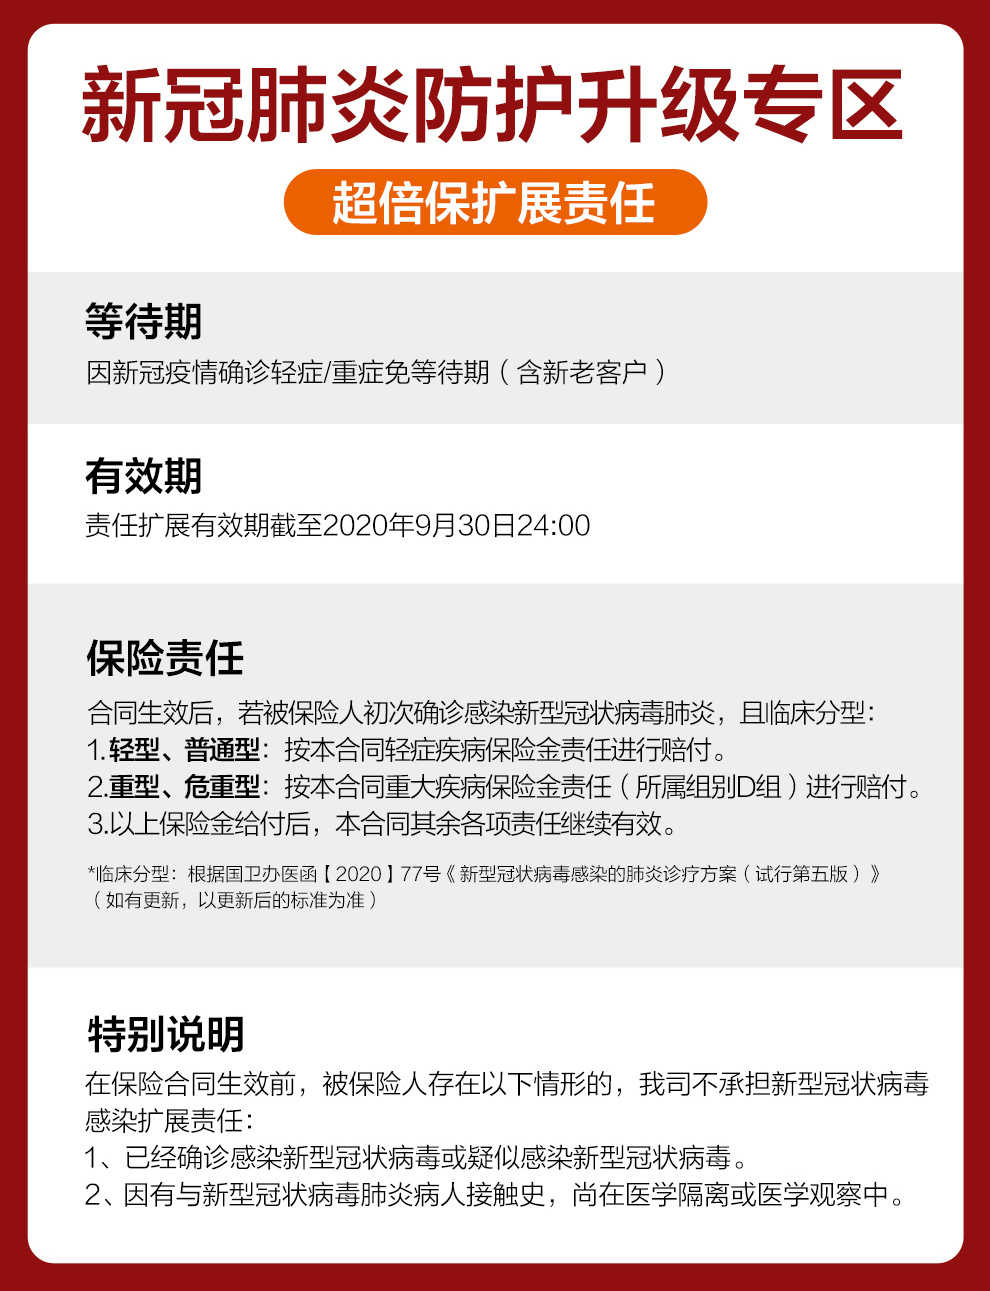 新冠肺炎防护升级专区
超倍保扩展责任
等待期
因新冠疫情确诊轻症/重症免等待期（含新老客户）
有效期
责任扩展有效期截至2020年9月30日24:00
保险责任
合同生效后，若被保险人初次确诊感染新型冠状病毒肺炎，且临床分型：
1.轻型、普通型：按本合同轻症疾病保险金责任进行赔付。
2.重型、危重型：按本合同重大疾病保险金责任（所属组别D组）进行赔付。
3.以上保险金给付后，本合同其余各项责任继续有效。
*临床分型：根据国卫办医函【2020】77号《新型冠状病毒感染的肺炎诊疗方案（试行第五版）》
（如有更新，以更新后的标准为准）
特别说明
在保险合同生效前，被保险人存在以下情形的，我司不承担新型冠状病毒
感染扩展责任：
1、已经确诊感染新型冠状病毒或疑似感染新型冠状病毒。
2、因有与新型冠状病毒肺炎病人接触史，尚在医学隔离或医学观察中。